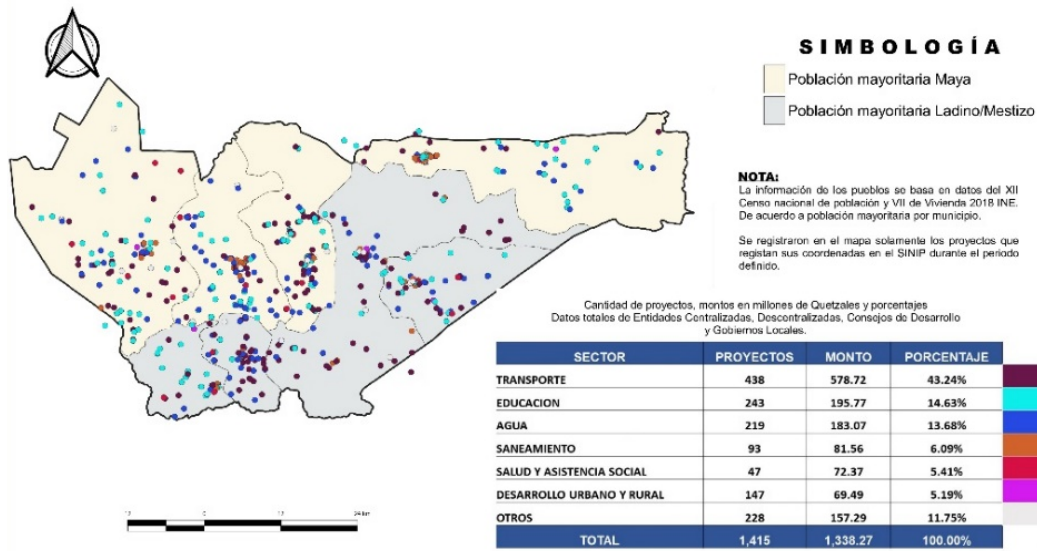 SIMBOLOGÍA
Población mayoritaria Maya
Población mayoritaria Ladino/Mestizo
NOTA:
La información de los pueblos se basa en datos del XII
Censo nacional de población y VII de Vivienda 2018 INE.
De acuerdo a población mayoritaria por municipio.
Se registraron en el mapa solamente los proyectos que
registan sus coordenadas en el SINIP durante el periodo
definido.
Cantidad de proyectos, montos en millones de Quetzales y porcentajes
Datos totales de Entidades Centralizadas, Descentralizadas, Consejos de Desarrollo
y Gobiernos Locales.
SECTOR PROYECTOS MONTO PORCENTAJE
TRANSPORTE 438 578.72 43.24%
EDUCACION 243 195.77 14.63%
AGUA 219 183.07 13.68%
SANEAMIENTO 93 81.56 6.09%
SALUD Y ASISTENCIA SOCIAL 47 72.37 5.41%
DESARROLLO URBANO Y RURAL 147 69.49 5.19%
OTROS 228 157.29 11.75%
TOTAL 1,415 1,338.27 100.00%